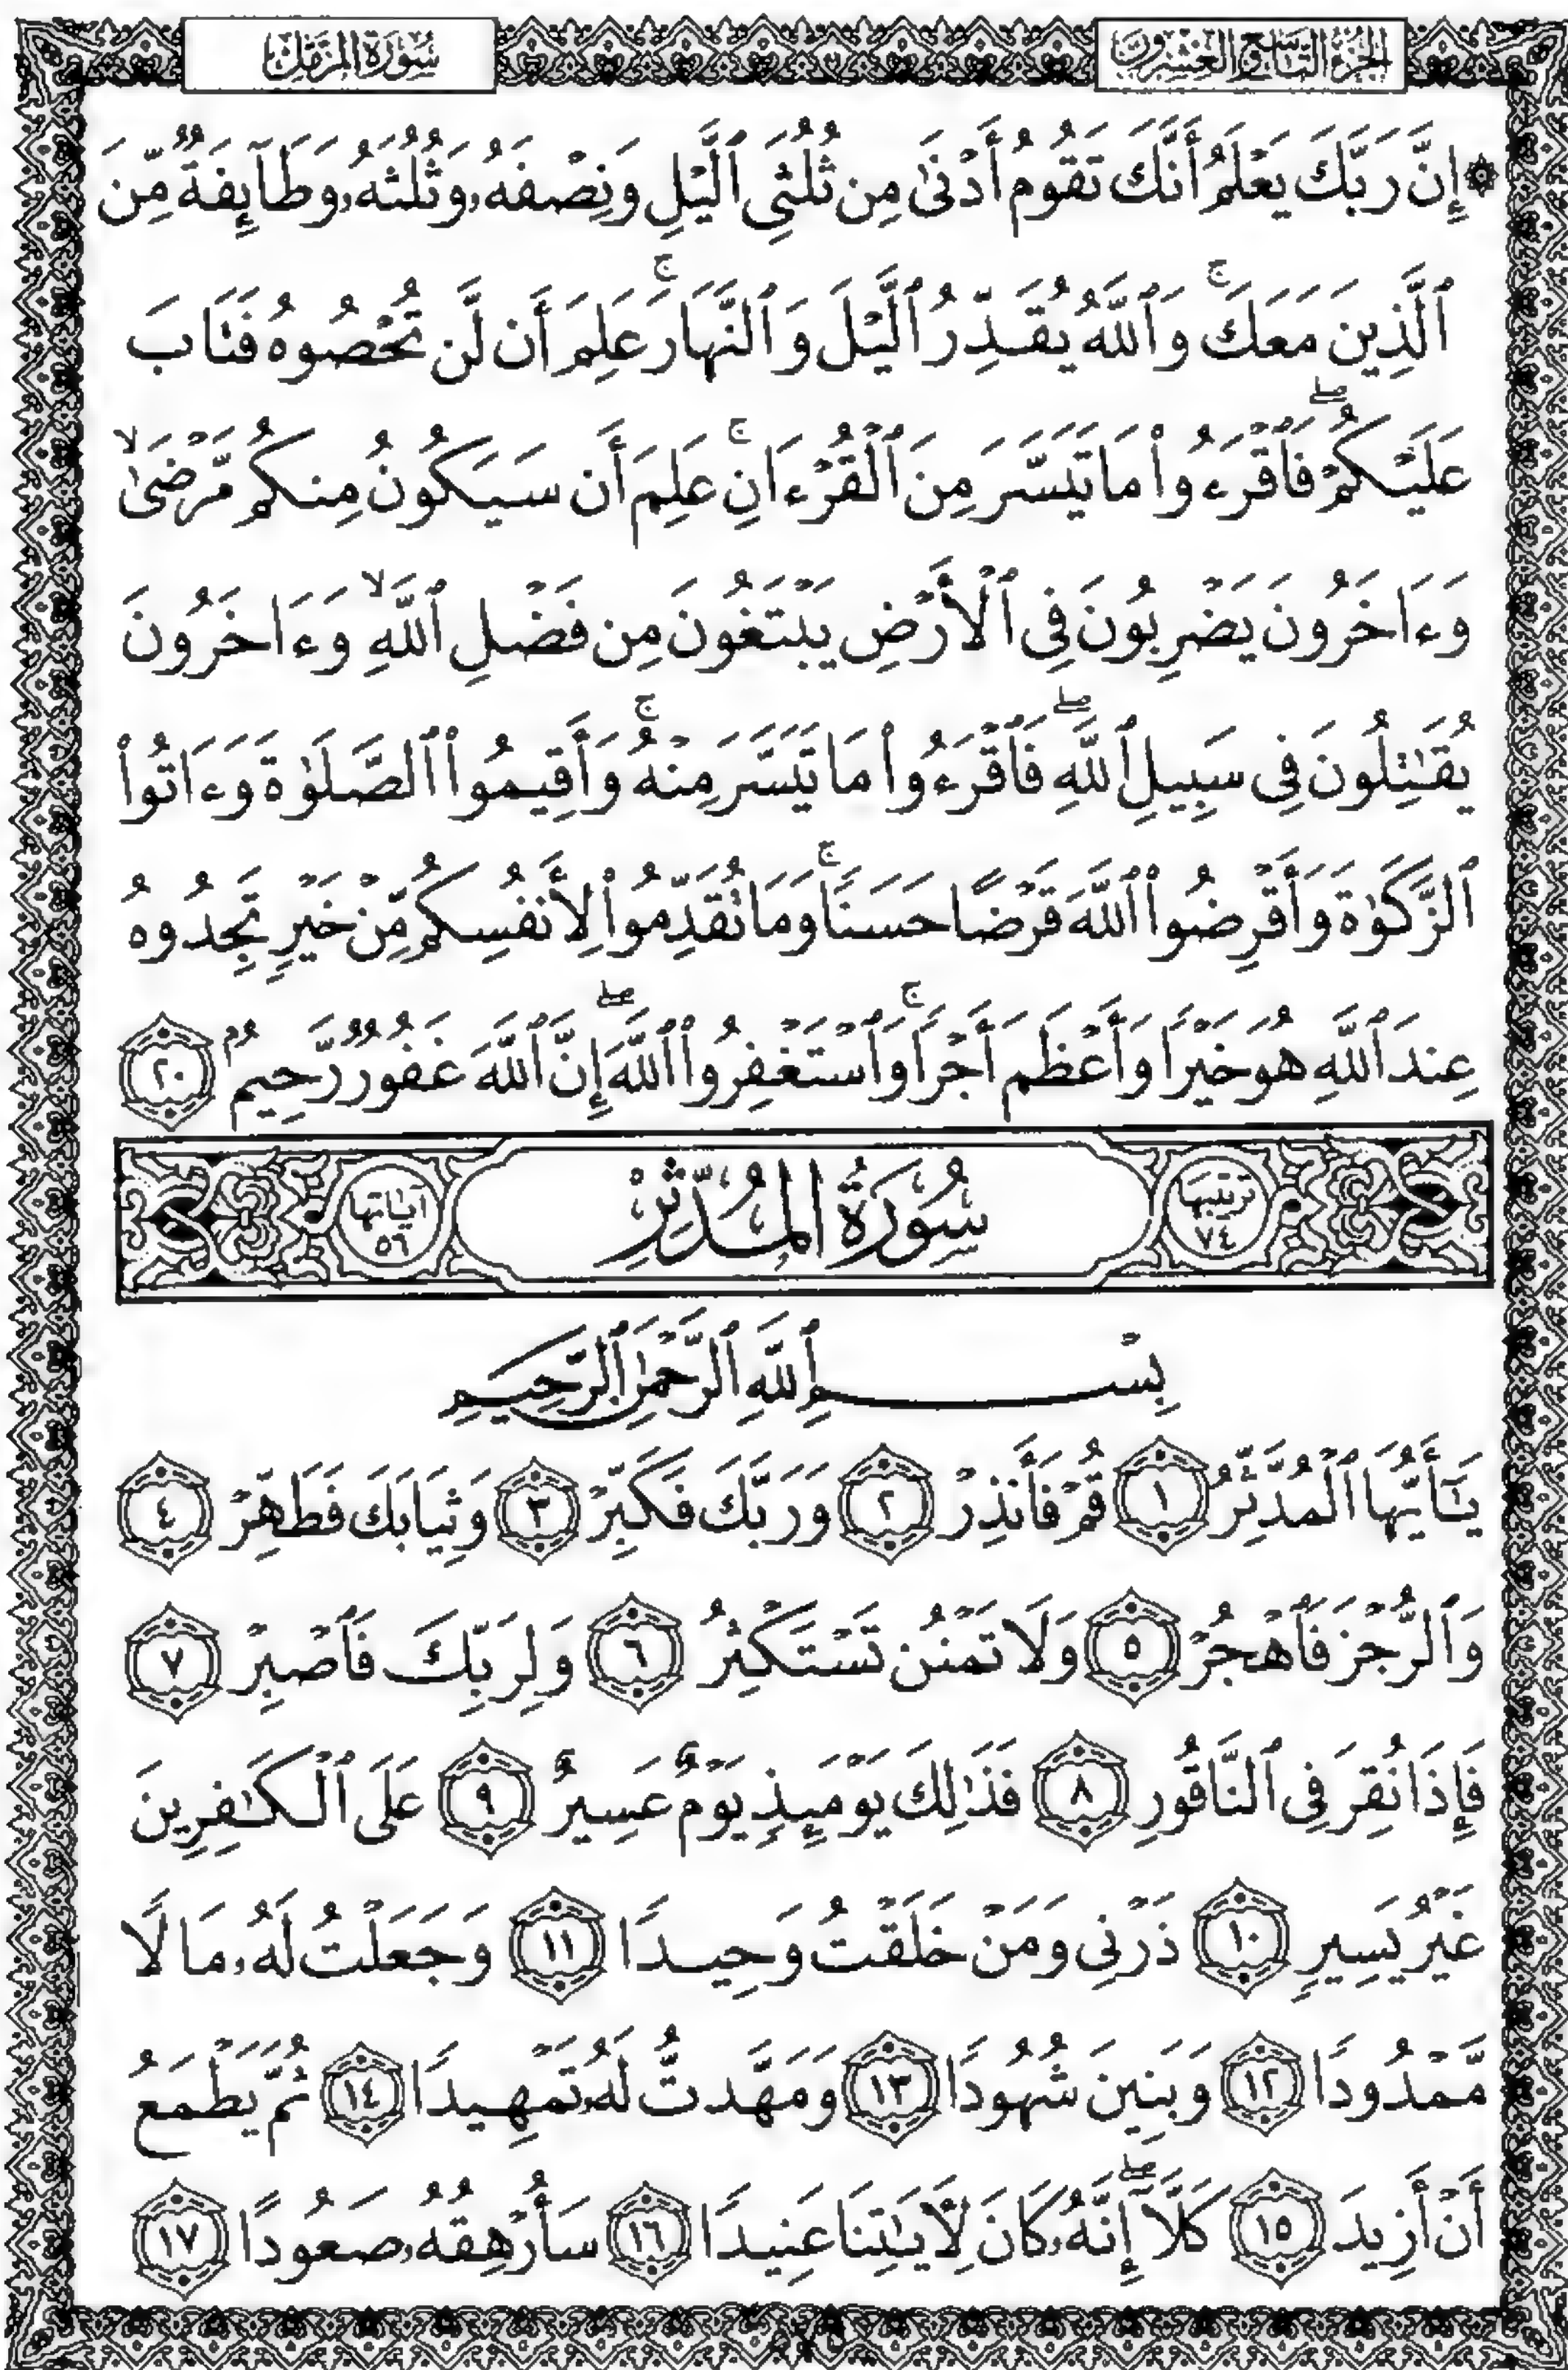 الجزء التاسع والعشرون
سورة المزمل
۞ إِنَّ رَبَّكَ يَعْلَمُ أَنَّكَ تَقُومُ أَدْنَىٰ مِن ثُلُثَىِ ٱلَّيْلِ وَنِصْفَهُۥ وَثُلُثَهُۥ وَطَآئِفَةٌ مِّنَ
ٱلَّذِينَ مَعَكَ ۚ وَٱللَّهُ يُقَدِّرُ ٱلَّيْلَ وَٱلنَّهَارَ ۚ عَلِمَ أَن لَّن تُحْصُوهُ فَتَابَ
عَلَيْكُمْ ۖ فَٱقْرَءُوا۟ مَا تَيَسَّرَ مِنَ ٱلْقُرْءَانِ ۚ عَلِمَ أَن سَيَكُونُ مِنكُم مَّرْضَىٰ ۙ
وَءَاخَرُونَ يَضْرِبُونَ فِى ٱلْأَرْضِ يَبْتَغُونَ مِن فَضْلِ ٱللَّهِ ۙ وَءَاخَرُونَ
يُقَٰتِلُونَ فِى سَبِيلِ ٱللَّهِ ۖ فَٱقْرَءُوا۟ مَا تَيَسَّرَ مِنْهُ ۚ وَأَقِيمُوا۟ ٱلصَّلَوٰةَ وَءَاتُوا۟
ٱلزَّكَوٰةَ وَأَقْرِضُوا۟ ٱللَّهَ قَرْضًا حَسَنًا ۚ وَمَا تُقَدِّمُوا۟ لِأَنفُسِكُم مِّنْ خَيْرٍ تَجِدُوهُ
عِندَ ٱللَّهِ هُوَ خَيْرًا وَأَعْظَمَ أَجْرًا ۚ وَٱسْتَغْفِرُوا۟ ٱللَّهَ ۖ إِنَّ ٱللَّهَ غَفُورٌ رَّحِيمٌ ٢٠
ترتيبها ٧٤ سُورَةُ المُدَّثِّرِ آياتها ٥٦
بِسْمِ ٱللَّهِ ٱلرَّحْمَٰنِ ٱلرَّحِيمِ
يَٰٓأَيُّهَا ٱلْمُدَّثِّرُ ١ قُمْ فَأَنذِرْ ٢ وَرَبَّكَ فَكَبِّرْ ٣ وَثِيَابَكَ فَطَهِّرْ ٤
وَٱلرُّجْزَ فَٱهْجُرْ ٥ وَلَا تَمْنُن تَسْتَكْثِرُ ٦ وَلِرَبِّكَ فَٱصْبِرْ ٧
فَإِذَا نُقِرَ فِى ٱلنَّاقُورِ ٨ فَذَٰلِكَ يَوْمَئِذٍ يَوْمٌ عَسِيرٌ ٩ عَلَى ٱلْكَٰفِرِينَ
غَيْرُ يَسِيرٍ ١٠ ذَرْنِى وَمَنْ خَلَقْتُ وَحِيدًا ١١ وَجَعَلْتُ لَهُۥ مَالًا
مَّمْدُودًا ١٢ وَبَنِينَ شُهُودًا ١٣ وَمَهَّدتُّ لَهُۥ تَمْهِيدًا ١٤ ثُمَّ يَطْمَعُ
أَنْ أَزِيدَ ١٥ كَلَّآ ۖ إِنَّهُۥ كَانَ لِـَٔايَٰتِنَا عَنِيدًا ١٦ سَأُرْهِقُهُۥ صَعُودًا ١٧